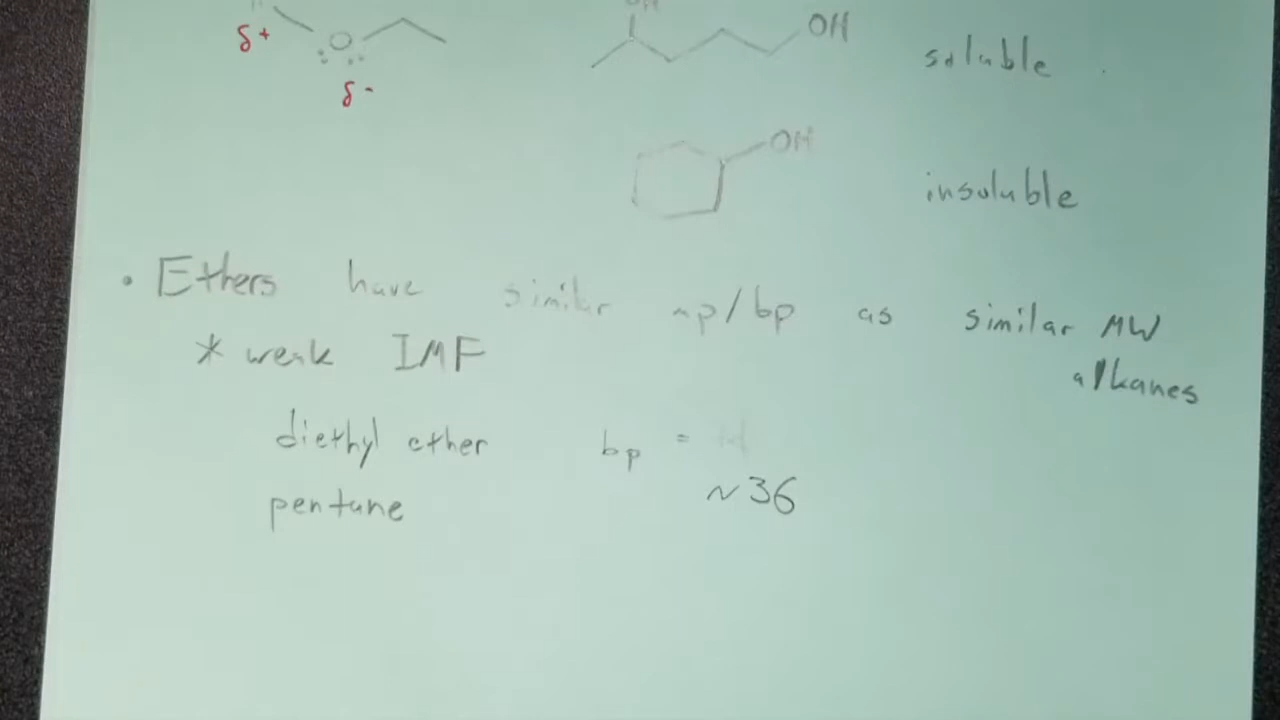 δ+
O
δ-
OH
soluble
OH
insoluble
• Ethers have similar mp/bp as similar MW
alkanes
* weak IMF
diethyl ether bp =
~36
pentane